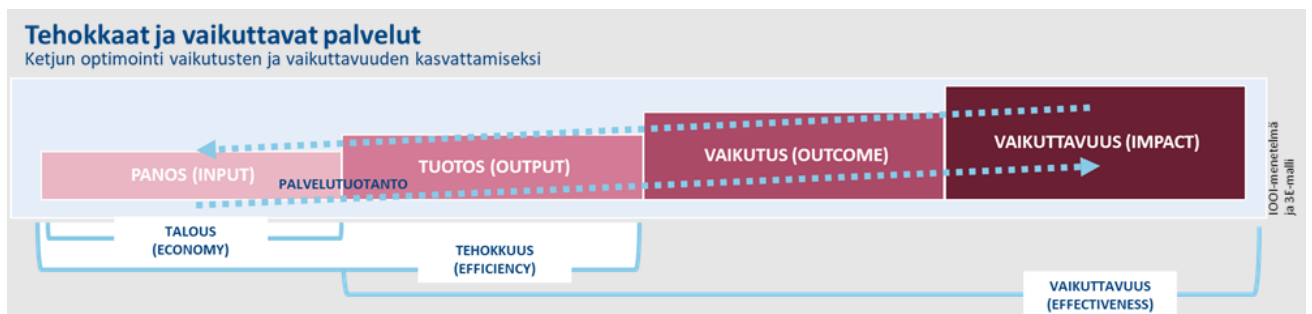 Tehokkaat ja vaikuttavat palvelut
Ketjun optimointi vaikutusten ja vaikuttavuuden kasvattamiseksi
PANOS (INPUT)
PALVELUTUOTANTO
TUOTOS (OUTPUT)
VAIKUTUS (OUTCOME)
VAIKUTTAVUUS (IMPACT)
IOOI-menetelmä
ja 3E-malli
TALOUS
(ECONOMY)
TEHOKKUUS
(EFFICIENCY)
VAIKUTTAVUUS
(EFFECTIVENESS)